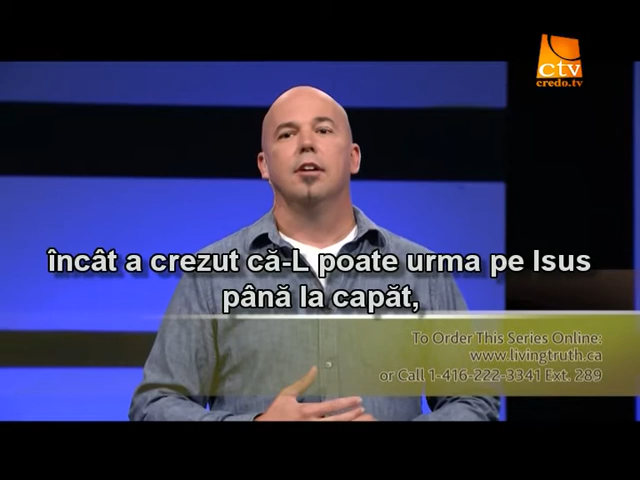 ctv
credo.tv
încât a crezut că-L poate urma pe Isus
până la capăt,
To Order This Series Online:
www.livingtruth.ca
or Call 1-416-222-3341 Ext. 289